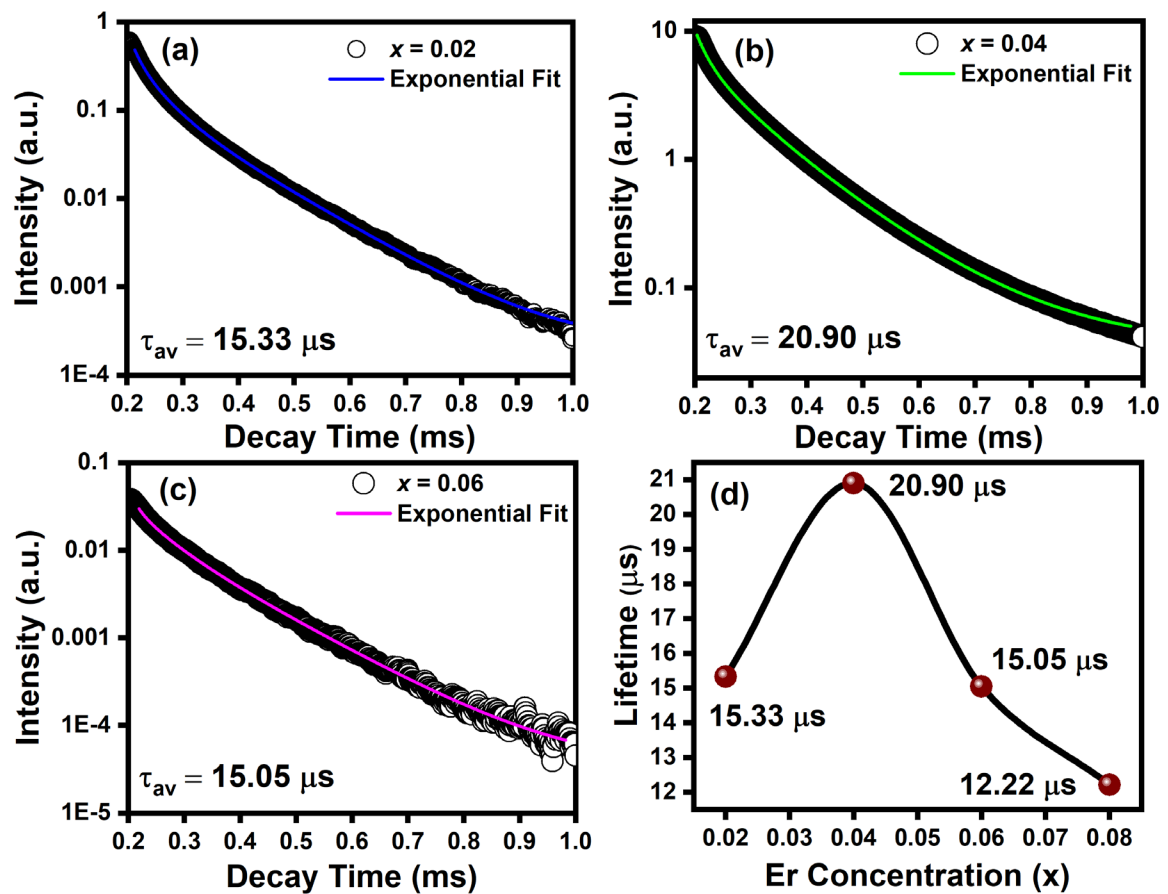 (a)
x = 0.02
Exponential Fit
1
0.1
0.01
0.001
1E-4
Intensity (a.u.)
τav = 15.33 μs
0.2 0.3 0.4 0.5 0.6 0.7 0.8 0.9 1.0
Decay Time (ms)
(b)
x = 0.04
Exponential Fit
10
1
0.1
Intensity (a.u.)
τav = 20.90 μs
0.2 0.3 0.4 0.5 0.6 0.7 0.8 0.9 1.0
Decay Time (ms)
(c)
x = 0.06
Exponential Fit
0.1
0.01
0.001
1E-4
1E-5
Intensity (a.u.)
τav = 15.05 μs
0.2 0.3 0.4 0.5 0.6 0.7 0.8 0.9 1.0
Decay Time (ms)
(d)
21
20
19
18
17
16
15
14
13
12
Lifetime (μs)
20.90 μs
15.05 μs
15.33 μs
12.22 μs
0.02 0.03 0.04 0.05 0.06 0.07 0.08
Er Concentration (x)